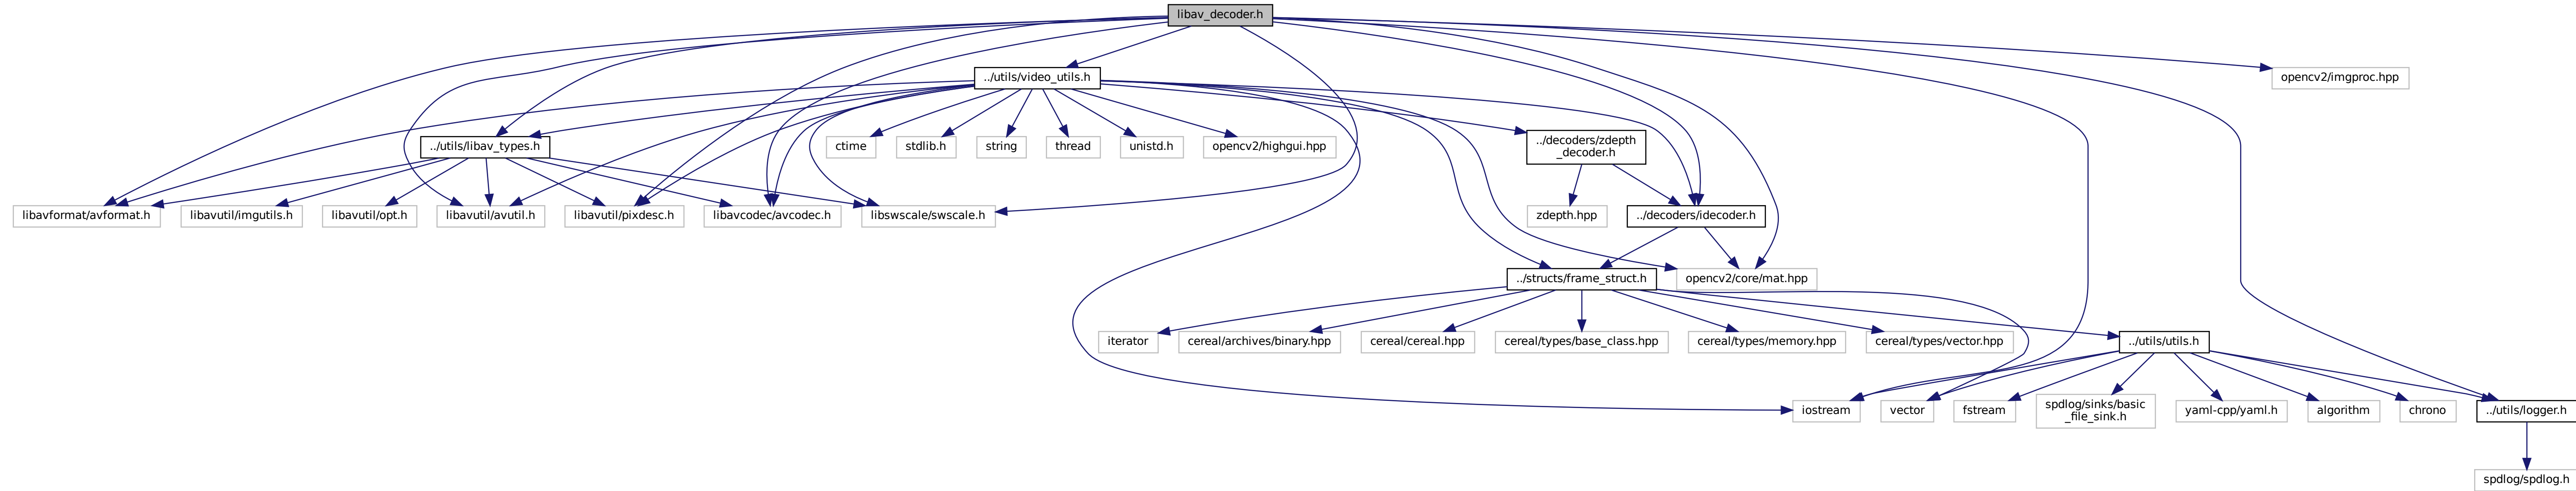 libav_decoder.h
../utils/video_utils.h
opencv2/imgproc.hpp
../utils/libav_types.h
ctime
stdlib.h
string
thread
unistd.h
opencv2/highgui.hpp
../decoders/zdepth
_decoder.h
libavformat/avformat.h
libavutil/imgutils.h
libavutil/opt.h
libavutil/avutil.h
libavutil/pixdesc.h
libavcodec/avcodec.h
libswscale/swscale.h
zdepth.hpp
../decoders/idecoder.h
../structs/frame_struct.h
opencv2/core/mat.hpp
iterator
cereal/archives/binary.hpp
cereal/cereal.hpp
cereal/types/base_class.hpp
cereal/types/memory.hpp
cereal/types/vector.hpp
../utils/utils.h
iostream
vector
fstream
spdlog/sinks/basic
_file_sink.h
yaml-cpp/yaml.h
algorithm
chrono
../utils/logger.h
spdlog/spdlog.h